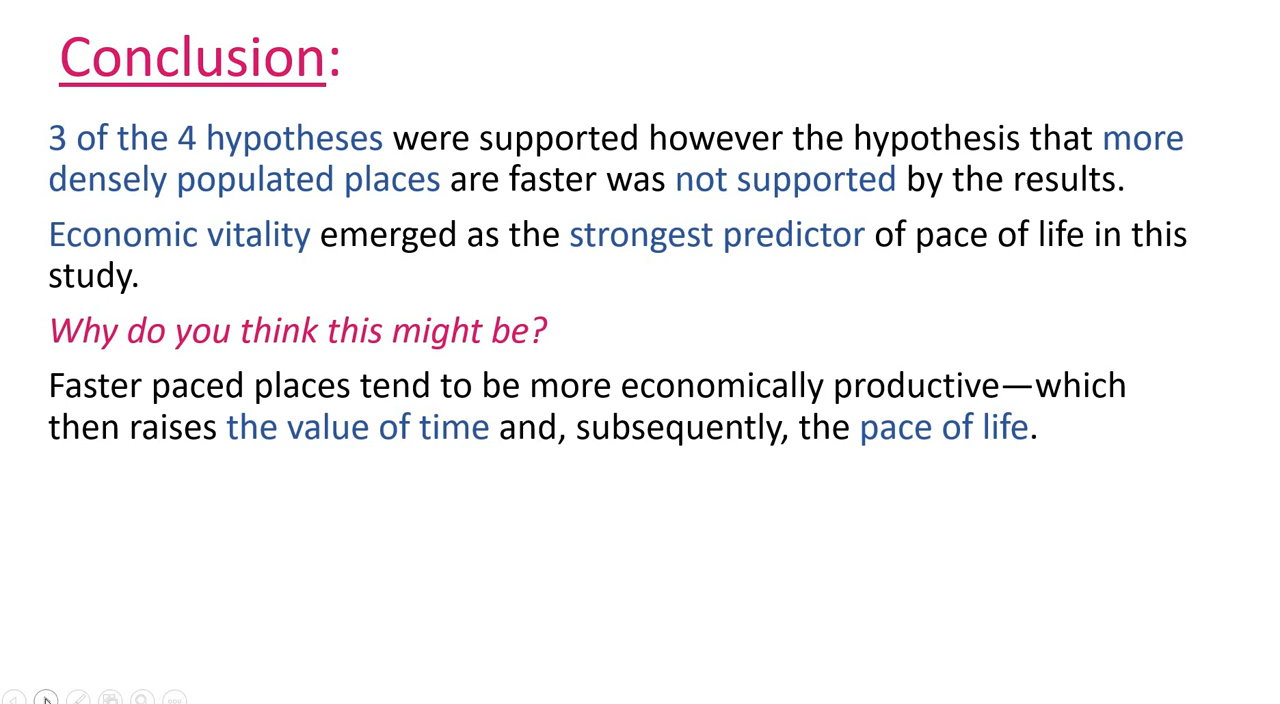 Conclusion:
3 of the 4 hypotheses were supported however the hypothesis that more
densely populated places are faster was not supported by the results.
Economic vitality emerged as the strongest predictor of pace of life in this
study.
Why do you think this might be?
Faster paced places tend to be more economically productive—which
then raises the value of time and, subsequently, the pace of life.